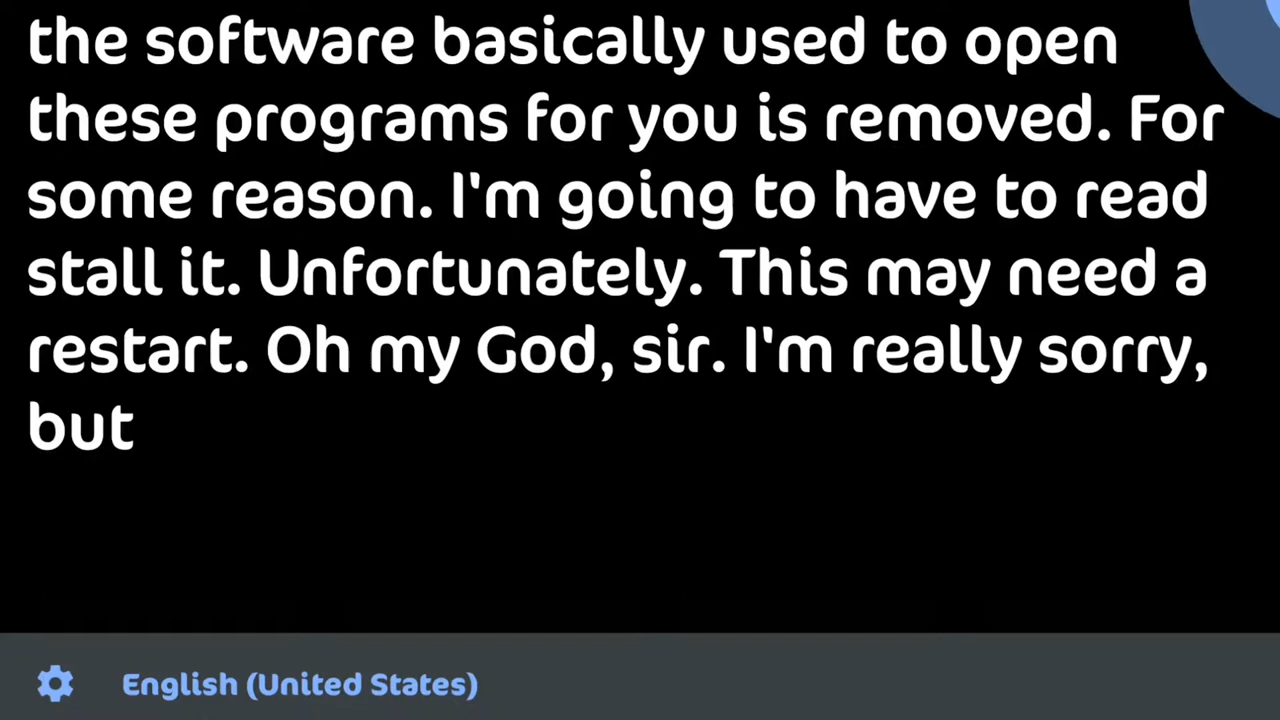 the software basically used to open
these programs for you is removed. For
some reason. I'm going to have to read
stall it. Unfortunately. This may need a
restart. Oh my God, sir. I'm really sorry,
but
English (United States)